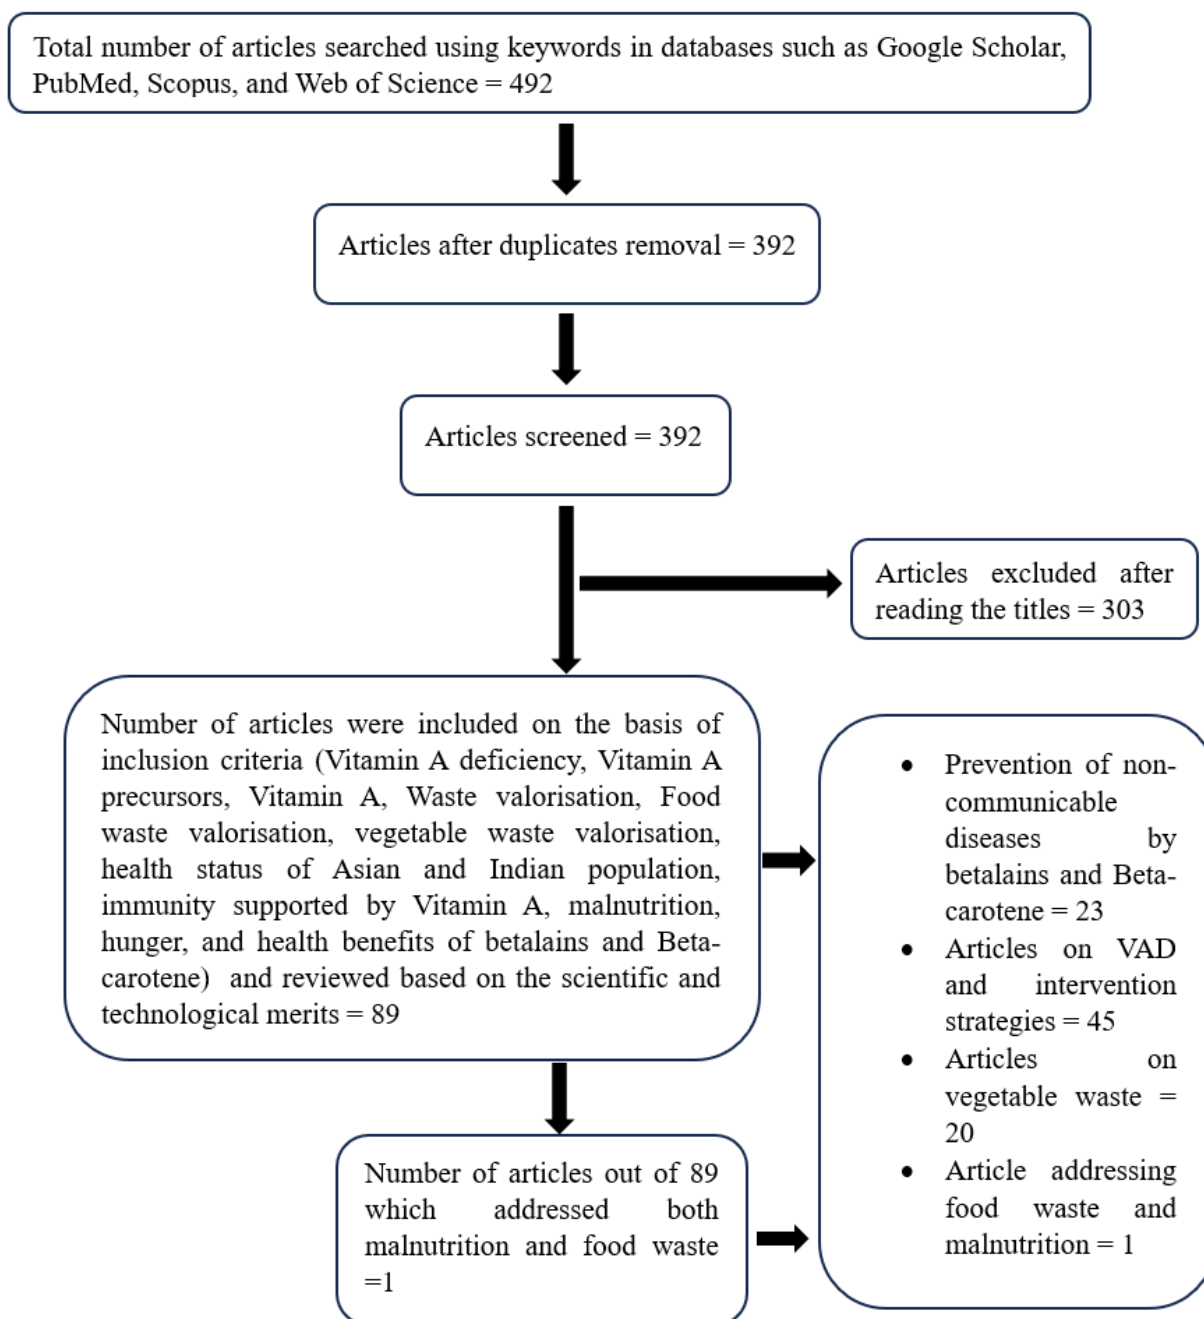 Total number of articles searched using keywords in databases such as Google Scholar,
PubMed, Scopus, and Web of Science = 492
Articles after duplicates removal = 392
Articles screened = 392
Articles excluded after
reading the titles = 303
Number of articles were included on the basis of
inclusion criteria (Vitamin A deficiency, Vitamin A
precursors, Vitamin A, Waste valorisation, Food
waste valorisation, vegetable waste valorisation,
health status of Asian and Indian population,
immunity supported by Vitamin A, malnutrition,
hunger, and health benefits of betalains and Beta-
carotene) and reviewed based on the scientific and
technological merits = 89
• Prevention of non-
communicable
diseases by
betalains and Beta-
carotene = 23
• Articles on VAD
and intervention
strategies = 45
• Articles on
vegetable waste =
20
• Article addressing
food waste and
malnutrition = 1
Number of articles out of 89
which addressed both
malnutrition and food waste
=1